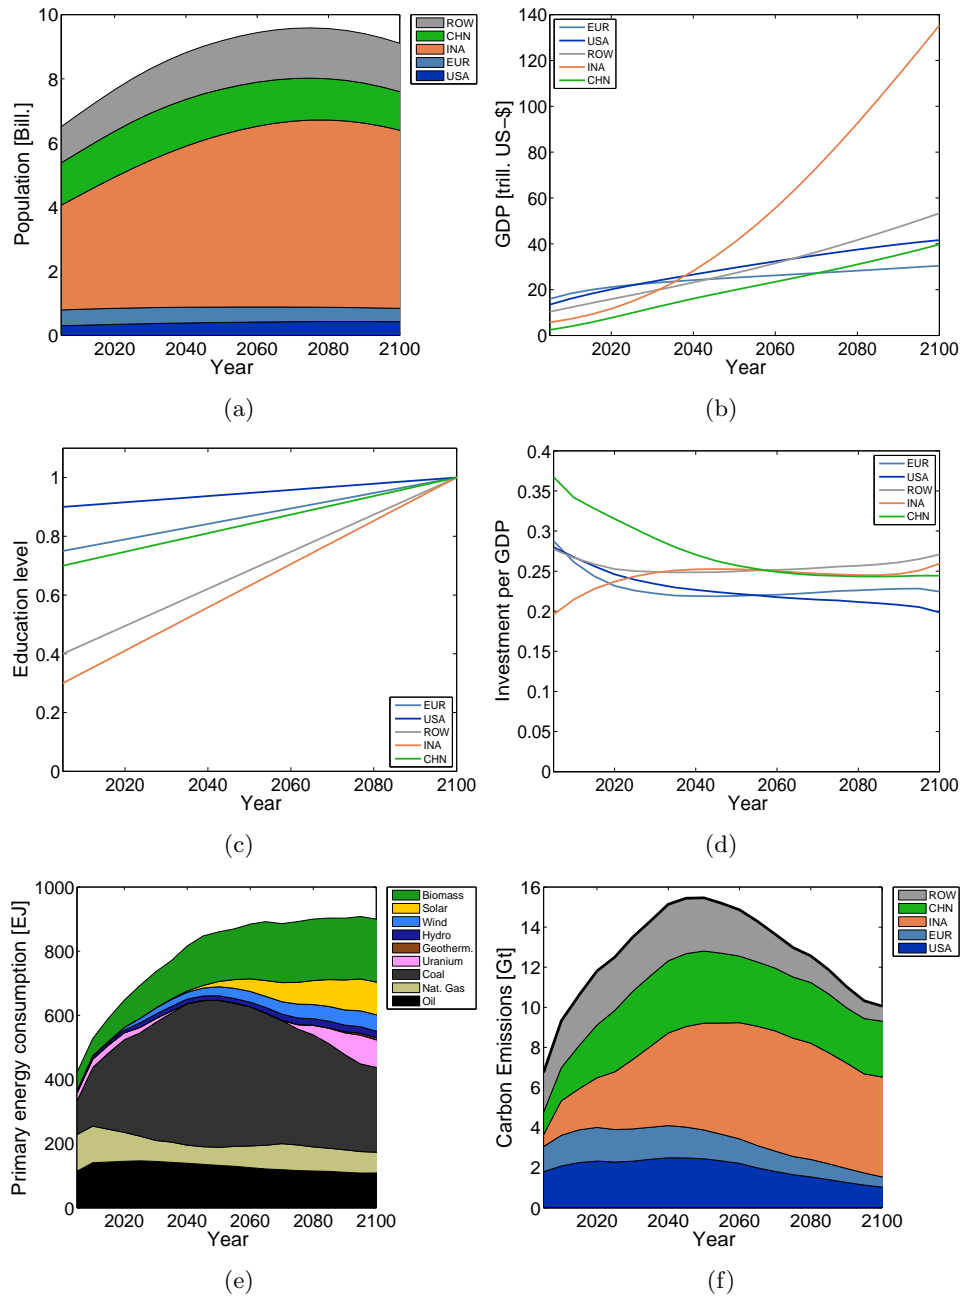 10
8
6
4
2
0
Population [Bill.]
2020 2040 2060 2080 2100
Year
ROW
CHN
INA
EUR
USA
(a)
140
120
100
80
60
40
20
0
GDP [trill. US-$]
2020 2040 2060 2080 2100
Year
EUR
USA
ROW
INA
CHN
(b)
1
0.8
0.6
0.4
0.2
0
Education level
2020 2040 2060 2080 2100
Year
EUR
USA
ROW
INA
CHN
(c)
0.4
0.35
0.3
0.25
0.2
0.15
0.1
0.05
0
Investment per GDP
2020 2040 2060 2080 2100
Year
EUR
USA
ROW
INA
CHN
(d)
1000
800
600
400
200
0
Primary energy consumption [EJ]
2020 2040 2060 2080 2100
Year
Biomass
Solar
Wind
Hydro
Geotherm.
Uranium
Coal
Nat. Gas
Oil
(e)
16
14
12
10
8
6
4
2
0
Carbon Emissions [Gt]
2020 2040 2060 2080 2100
Year
ROW
CHN
INA
EUR
USA
(f)